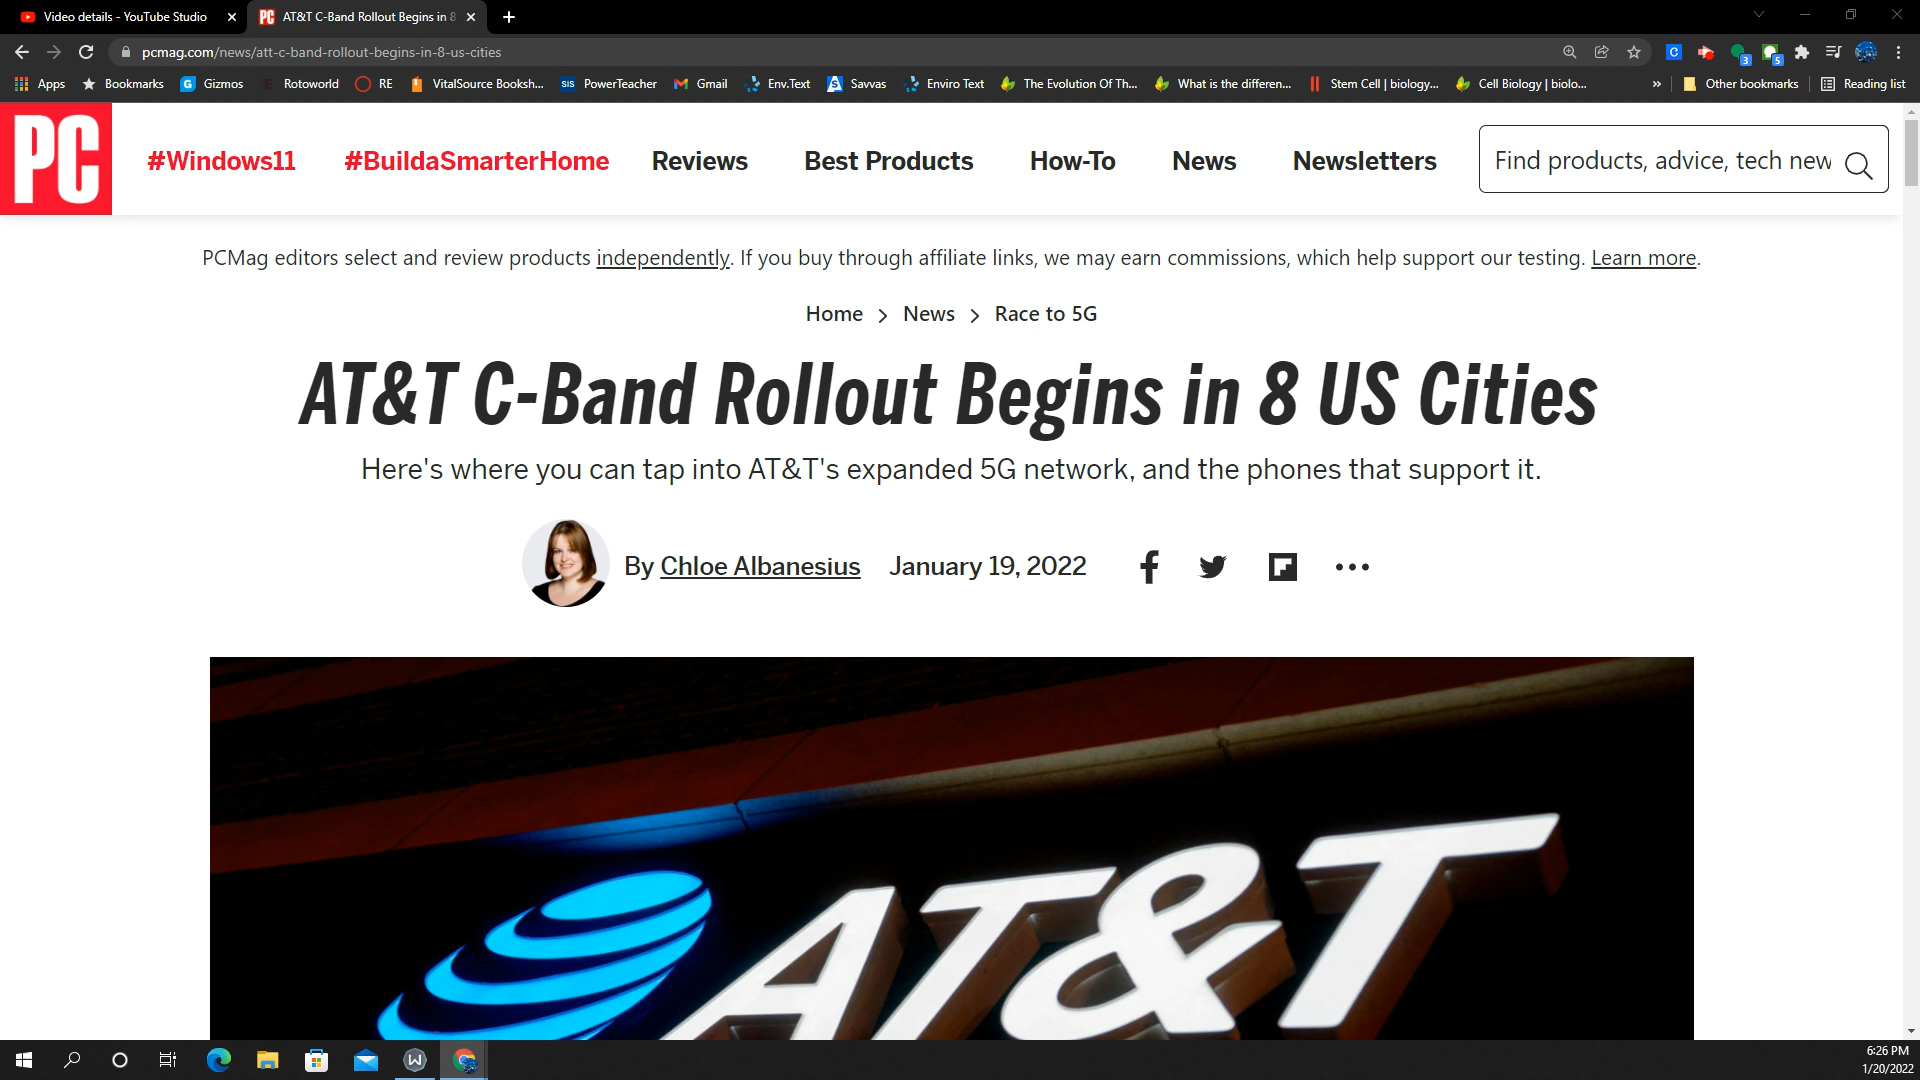 Video details - YouTube Studio
AT&T C-Band Rollout Begins in 8
pcmag.com/news/att-c-band-rollout-begins-in-8-us-cities
C
3
5
Apps
Bookmarks
G Gizmos
E Rotoworld
RE
VitalSource Booksh...
SIS PowerTeacher
Gmail
Env.Text
S Savvas
Enviro Text
The Evolution Of Th...
What is the differen...
Stem Cell | biology...
Cell Biology | biolo...
»
Other bookmarks
Reading list
PC
#Windows11
#BuildaSmarterHome
Reviews
Best Products
How-To
News
Newsletters
Find products, advice, tech new
PCMag editors select and review products independently. If you buy through affiliate links, we may earn commissions, which help support our testing. Learn more.
Home > News > Race to 5G
AT&T C-Band Rollout Begins in 8 US Cities
Here's where you can tap into AT&T's expanded 5G network, and the phones that support it.
By Chloe Albanesius January 19, 2022
AT&T
W
6:26 PM
1/20/2022